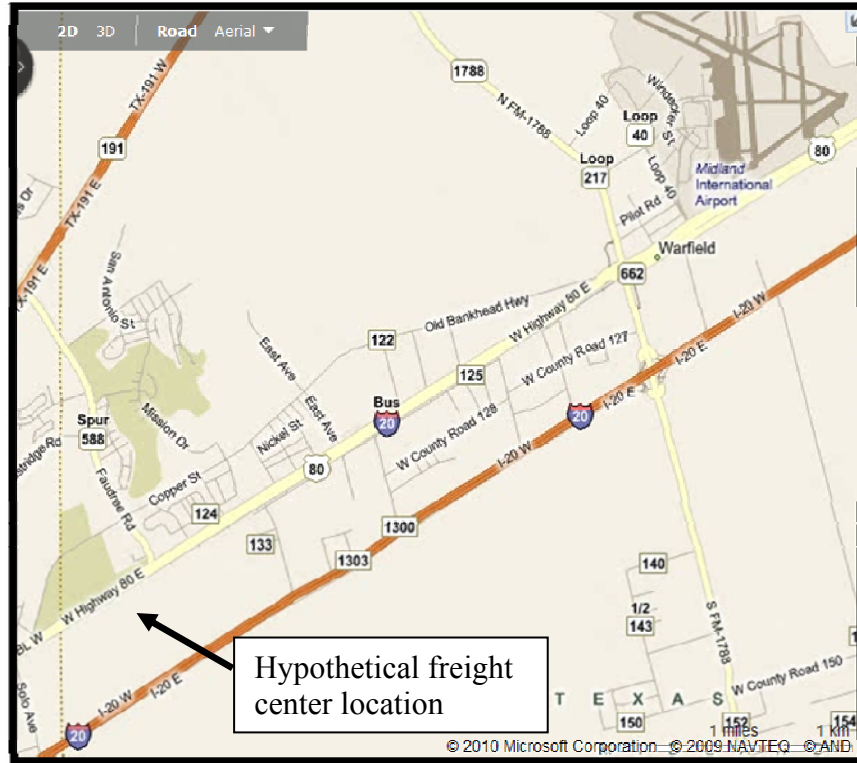 2D 3D Road Aerial
TX-191 W
1788
N FM-1788
Loop 40
Windecker St
Loop
40
191
Loop
217
Loop 40
80
Midland
International
Airport
TX-191 E
Pilot Rd
Warfield
662
San Antonio St
TX-191 E
Old Bankhead Hwy
W Highway 80 E
I-20 W
I-20 E
122
East Ave
125
W County Road 127
Bus
20
20
I-20 E
Spur
588
Mission Dr
Nickel St
East Ave
W County Road 128
I-20 W
80
Faudree Rd
Copper St
124
1300
133
1303
140
W Highway 80 E
1/2
143
S FM-1788
BL W
Hypothetical freight
center location
Solo Ave
I-20 W
I-20 E
20
W County Road 150
T E X A S
150
152
154
1 miles 1 km
© 2010 Microsoft Corporation © 2009 NAVTEQ © AND